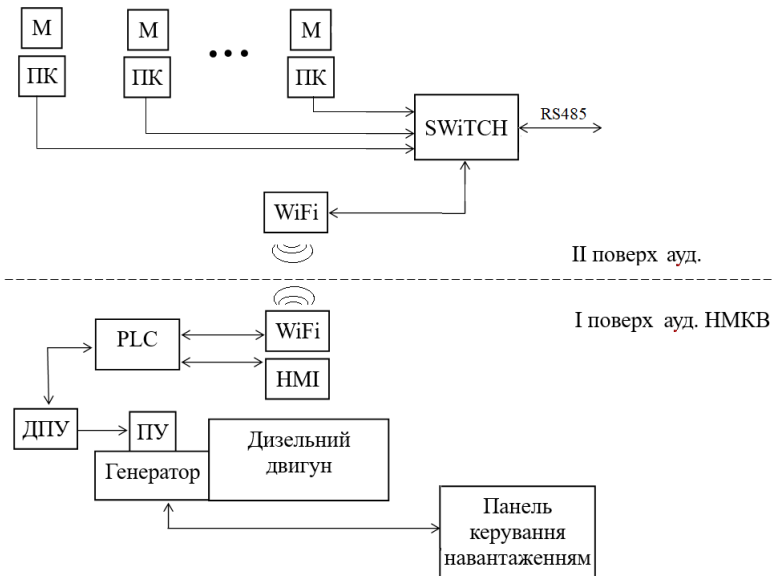 М М М
ПК ПК ПК
SWiTCH
RS485
WiFi
II поверх ауд.
I поверх ауд. НМКВ
PLC
WiFi
HMI
ДПУ
ПУ
Генератор
Дизельний
двигун
Панель
керування
навантаженням